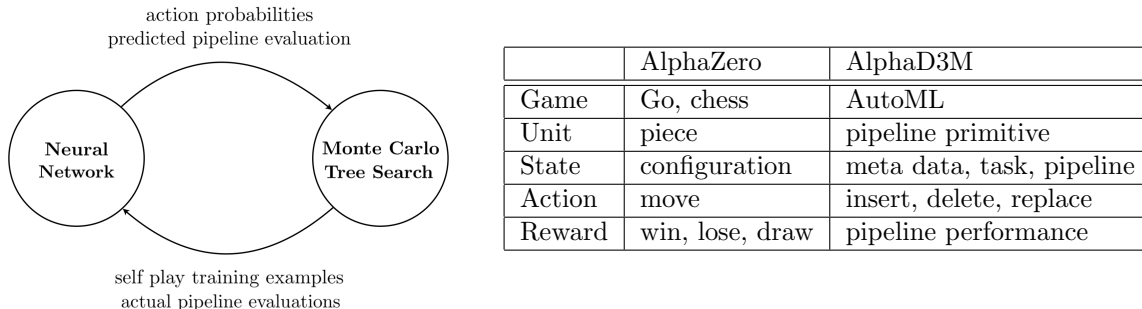 action probabilities
predicted pipeline evaluation
Neural
Network
Monte Carlo
Tree Search
self play training examples
actual pipeline evaluations
AlphaZero AlphaD3M
Game Go, chess AutoML
Unit piece pipeline primitive
State configuration meta data, task, pipeline
Action move insert, delete, replace
Reward win, lose, draw pipeline performance